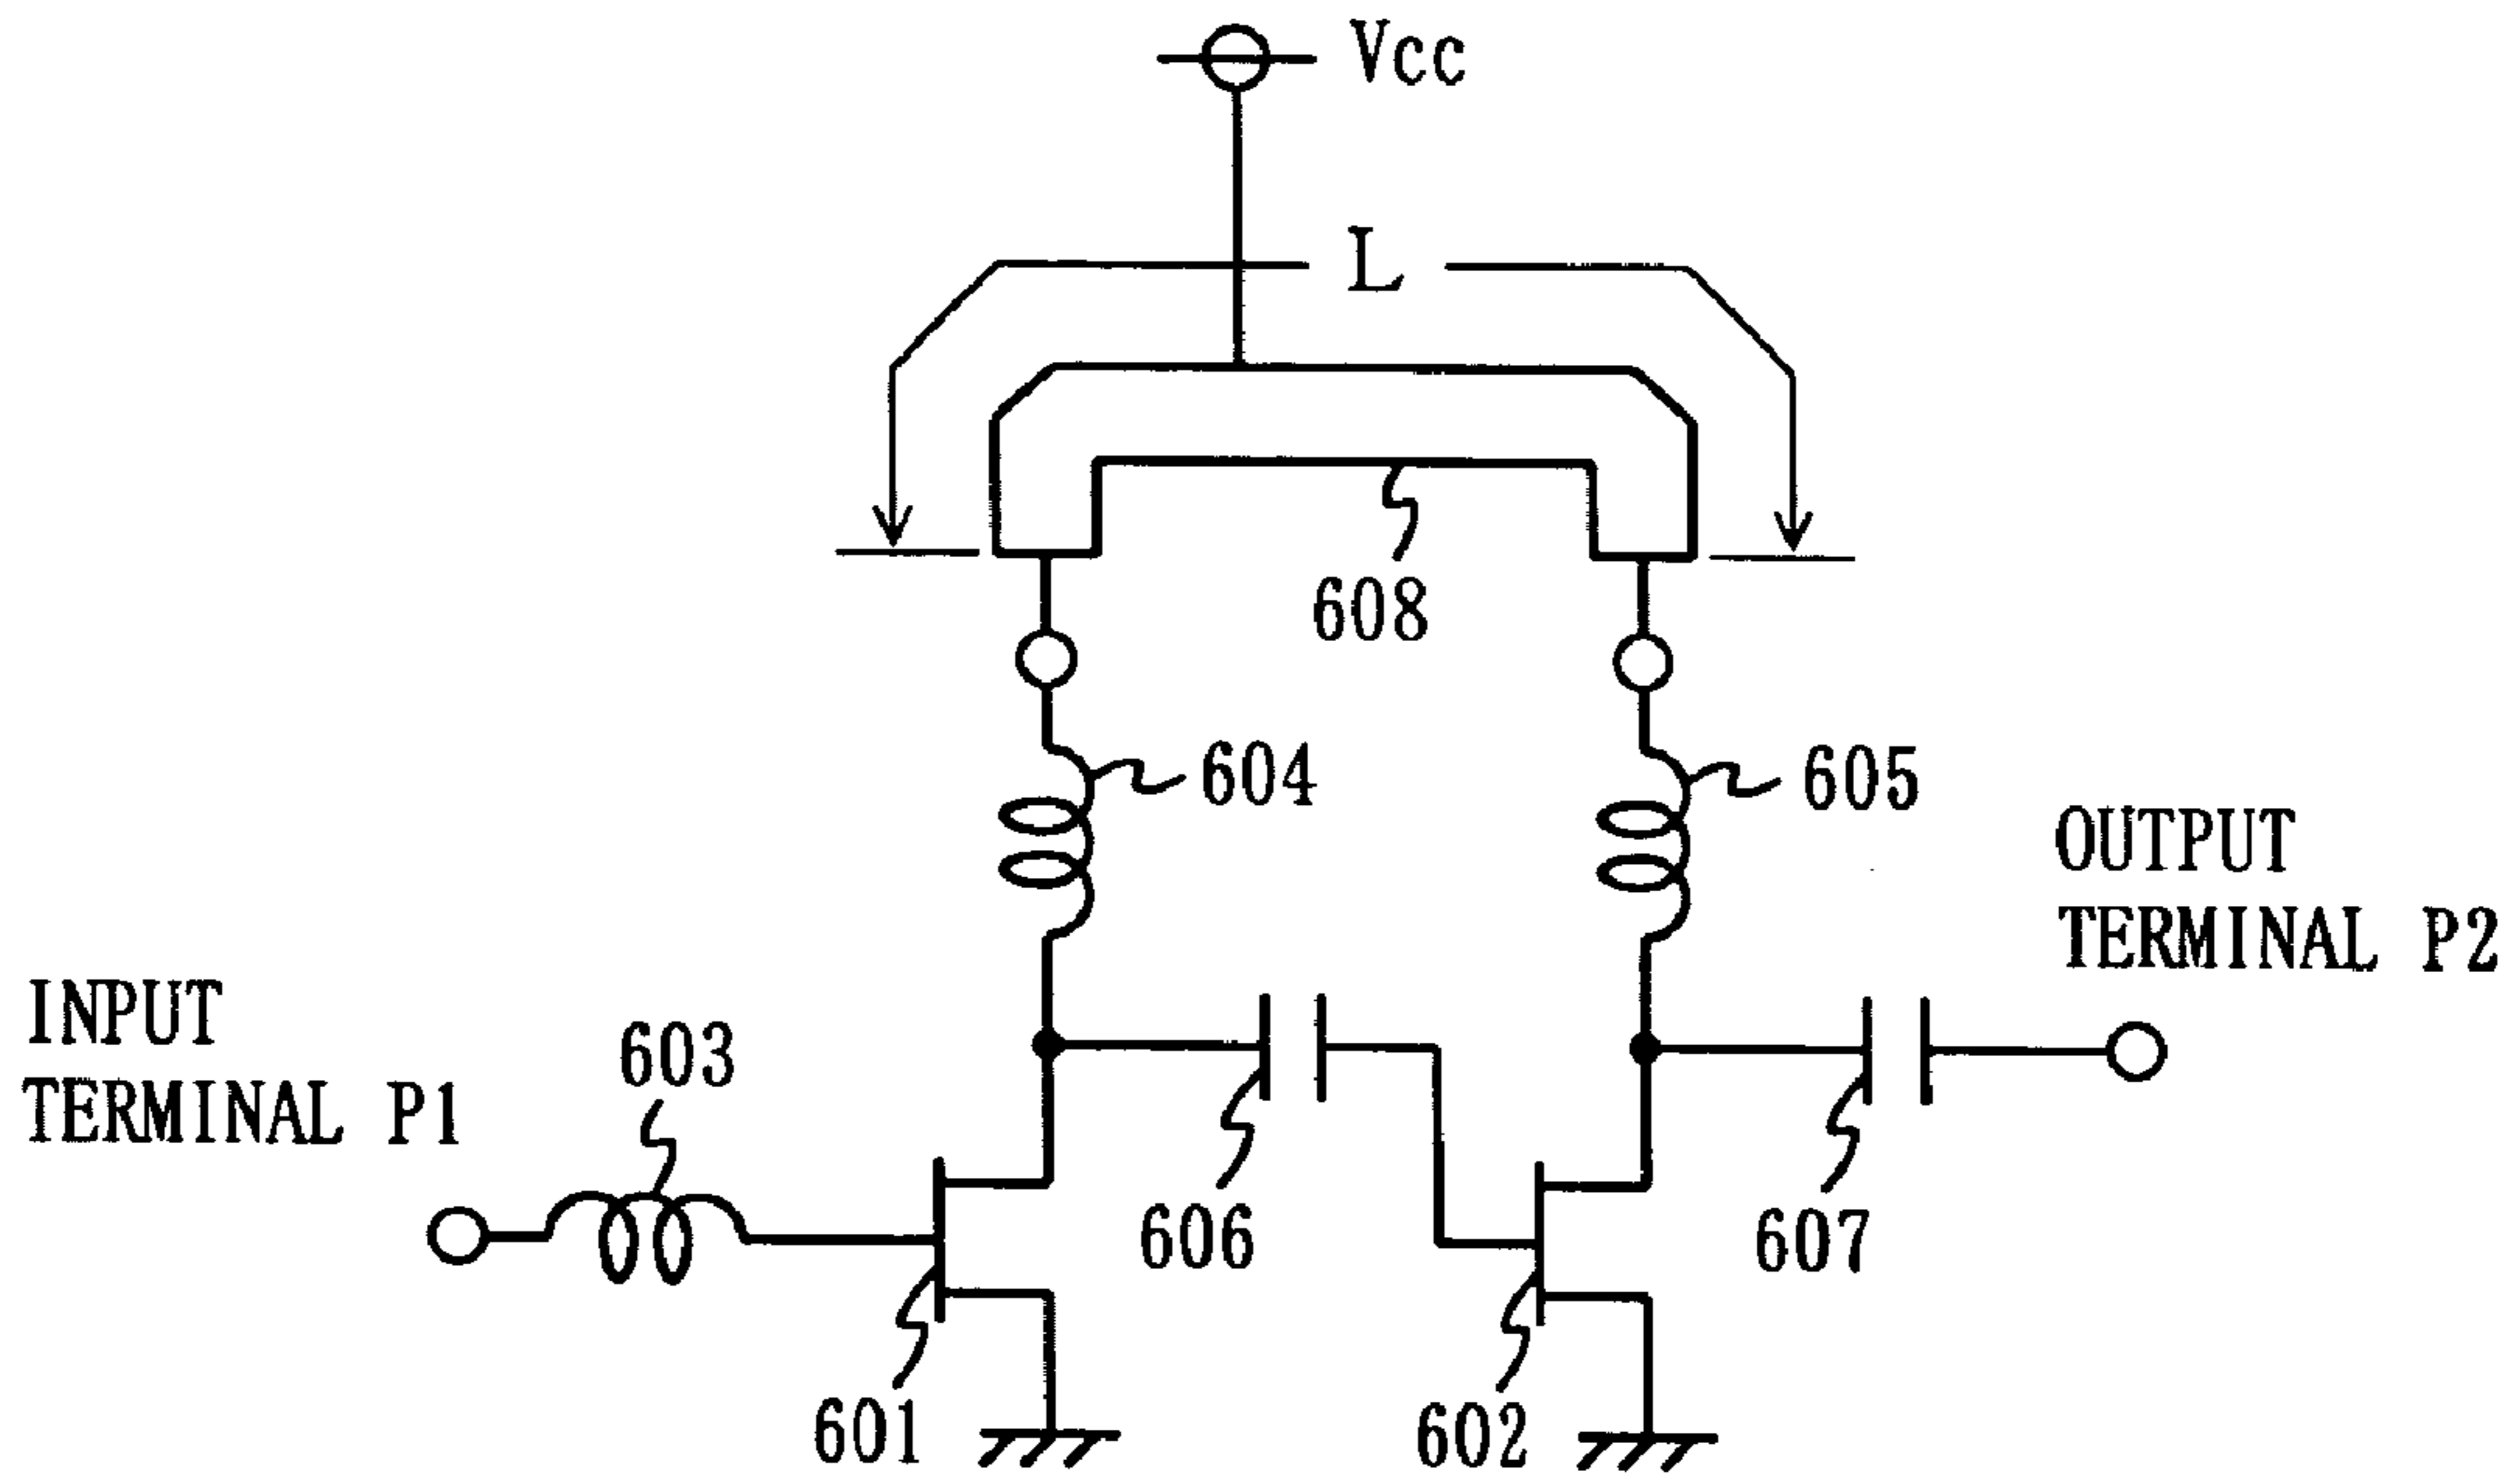 Vcc
L
608
604
605
OUTPUT
TERMINAL P2
INPUT
TERMINAL P1
603
606
607
601
602